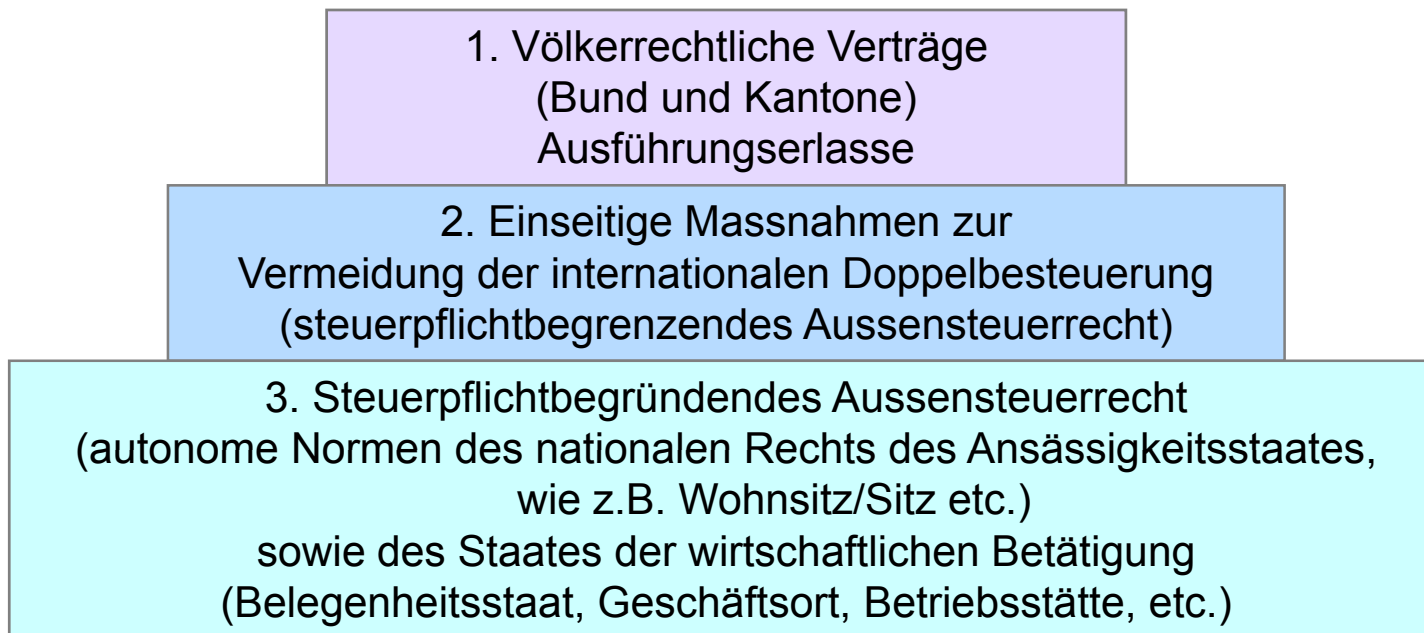 1. Völkerrechtliche Verträge
(Bund und Kantone)
Ausführungserlasse
2. Einseitige Massnahmen zur
Vermeidung der internationalen Doppelbesteuerung
(steuerpflichtbegrenzendes Aussensteuerrecht)
3. Steuerpflichtbegründendes Aussensteuerrecht
(autonome Normen des nationalen Rechts des Ansässigkeitsstaates,
wie z.B. Wohnsitz/Sitz etc.)
sowie des Staates der wirtschaftlichen Betätigung
(Belegenheitsstaat, Geschäftsort, Betriebsstätte, etc.)